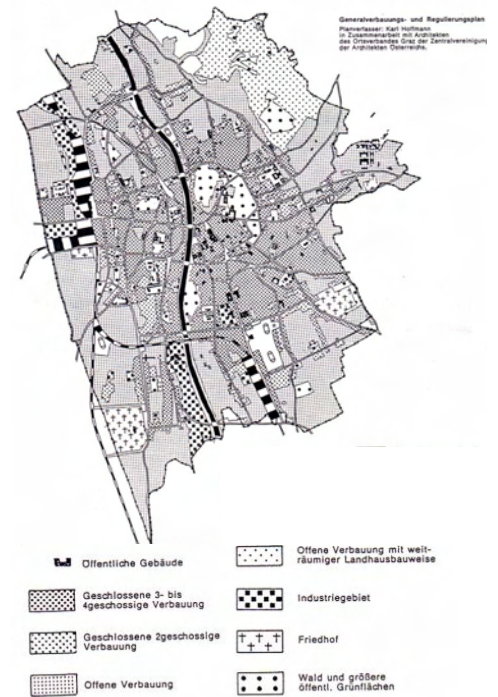 Generalverbauungs- und Regulierungsplan
Planverfasser: Karl Hoffmann
in Zusammenarbeit mit Architekten
des Ortsverbandes Graz der Zentralvereinigung
der Architekten Österreichs.
Öffentliche Gebäude
Geschlossene 3- bis
4geschossige Verbauung
Geschlossene 2geschossige
Verbauung
Offene Verbauung
Offene Verbauung mit weit-
räumiger Landhausbauweise
Industriegebiet
Friedhof
Wald und größere
öffentl. Grünflächen